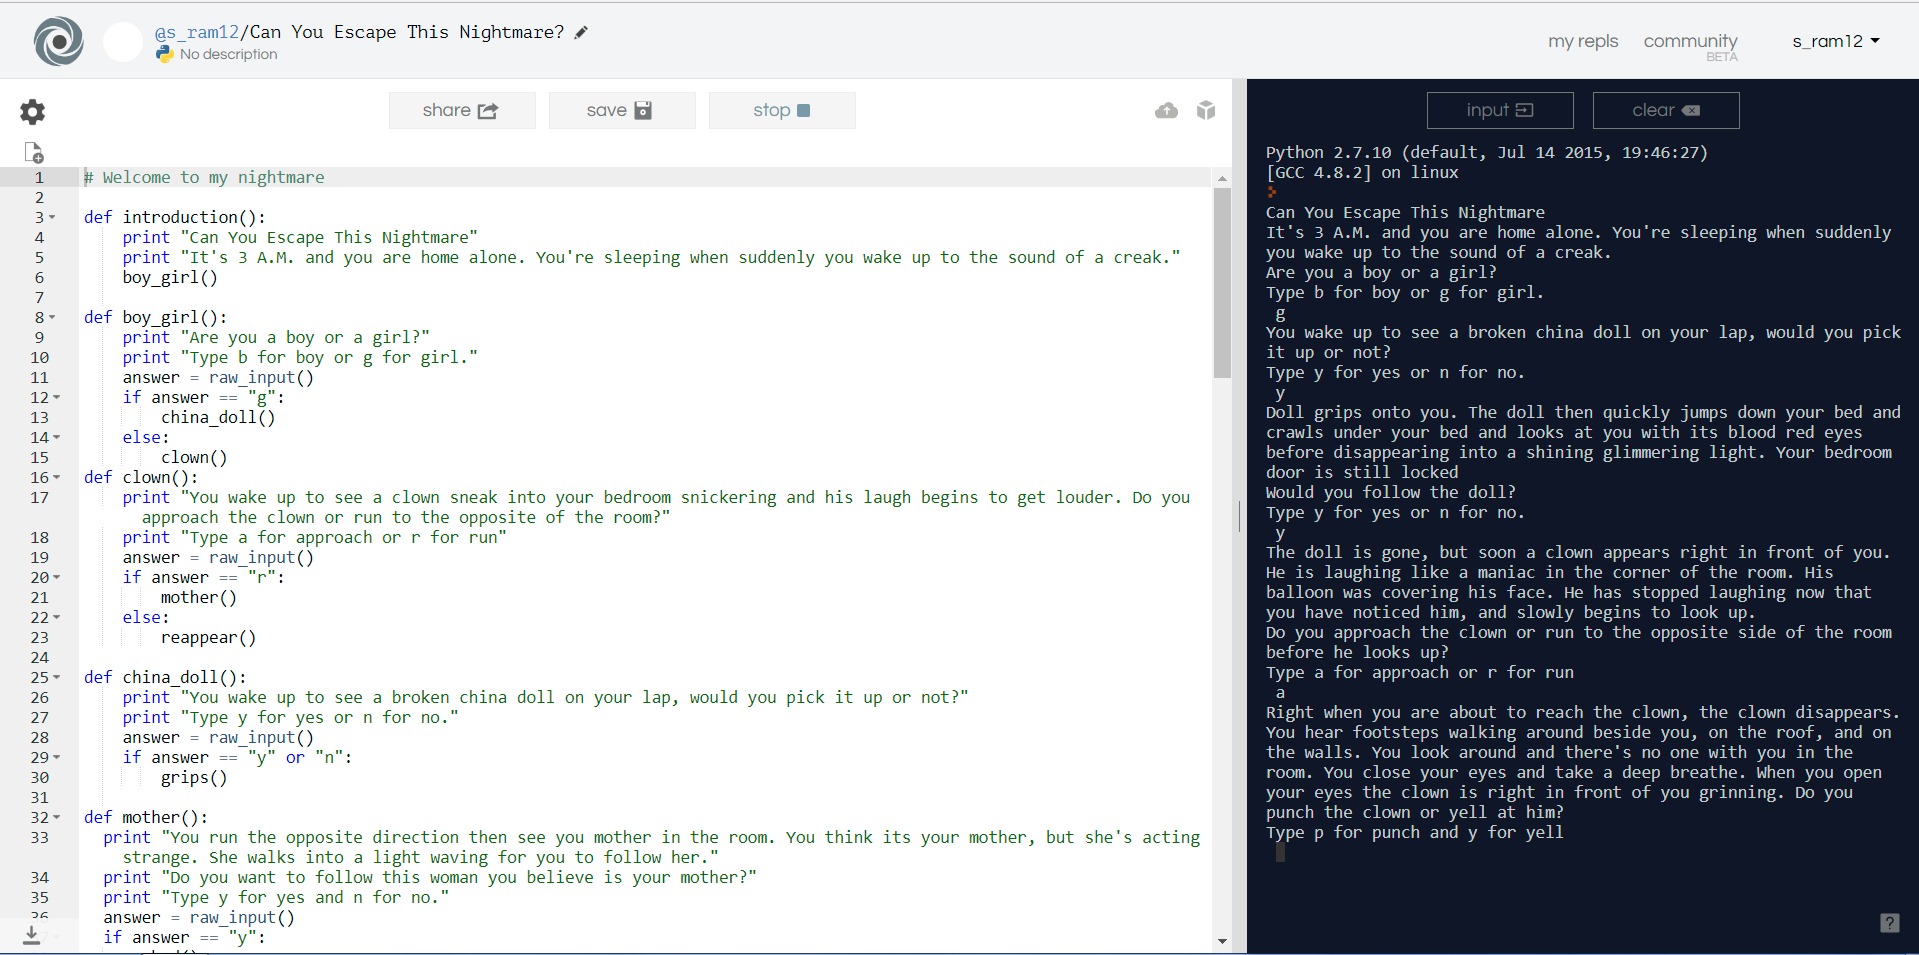 @s_ram12/Can You Escape This Nightmare?
No description
my repls
community
BETA
s_ram12
share
save
stop
1 # Welcome to my nightmare
2
3 def introduction():
4 print "Can You Escape This Nightmare"
5 print "It's 3 A.M. and you are home alone. You're sleeping when suddenly you wake up to the sound of a creak."
6 boy_girl()
7
8 def boy_girl():
9 print "Are you a boy or a girl?"
10 print "Type b for boy or g for girl."
11 answer = raw_input()
12 if answer == "g":
13 china_doll()
14 else:
15 clown()
16 def clown():
17 print "You wake up to see a clown sneak into your bedroom snickering and his laugh begins to get louder. Do you
approach the clown or run to the opposite of the room?"
18 print "Type a for approach or r for run"
19 answer = raw_input()
20 if answer == "r":
21 mother()
22 else:
23 reappear()
24
25 def china_doll():
26 print "You wake up to see a broken china doll on your lap, would you pick it up or not?"
27 print "Type y for yes or n for no."
28 answer = raw_input()
29 if answer == "y" or "n":
30 grips()
31
32 def mother():
33 print "You run the opposite direction then see you mother in the room. You think its your mother, but she's acting
strange. She walks into a light waving for you to follow her."
34 print "Do you want to follow this woman you believe is your mother?"
35 print "Type y for yes and n for no."
36 answer = raw_input()
if answer == "y":
input
clear
Python 2.7.10 (default, Jul 14 2015, 19:46:27)
[GCC 4.8.2] on linux
Can You Escape This Nightmare
It's 3 A.M. and you are home alone. You're sleeping when suddenly
you wake up to the sound of a creak.
Are you a boy or a girl?
Type b for boy or g for girl.
g
You wake up to see a broken china doll on your lap, would you pick
it up or not?
Type y for yes or n for no.
y
Doll grips onto you. The doll then quickly jumps down your bed and
crawls under your bed and looks at you with its blood red eyes
before disappearing into a shining glimmering light. Your bedroom
door is still locked
Would you follow the doll?
Type y for yes or n for no.
y
The doll is gone, but soon a clown appears right in front of you.
He is laughing like a maniac in the corner of the room. His
balloon was covering his face. He has stopped laughing now that
you have noticed him, and slowly begins to look up.
Do you approach the clown or run to the opposite side of the room
before he looks up?
Type a for approach or r for run
a
Right when you are about to reach the clown, the clown disappears.
You hear footsteps walking around beside you, on the roof, and on
the walls. You look around and there's no one with you in the
room. You close your eyes and take a deep breathe. When you open
your eyes the clown is right in front of you grinning. Do you
punch the clown or yell at him?
Type p for punch and y for yell
?